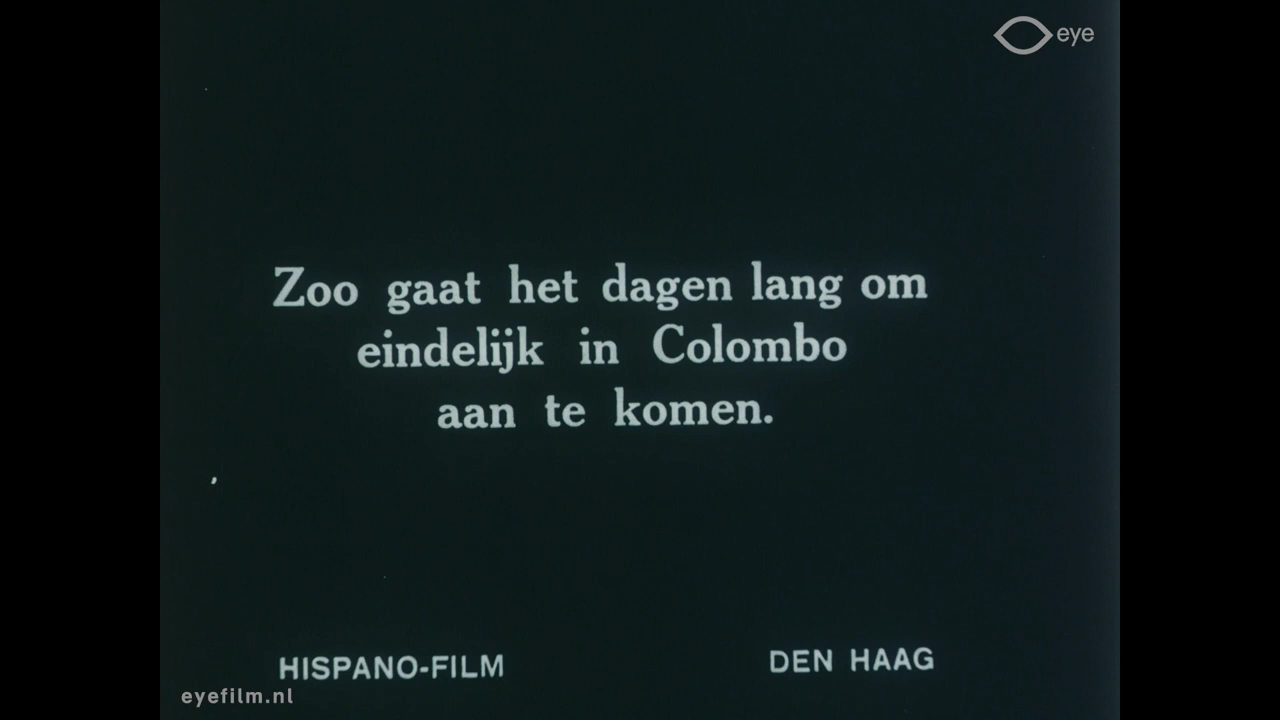 eye
Zoo gaat het dagen lang om
eindelijk in Colombo
aan te komen.
HISPANO-FILM DEN HAAG
eyefilm.nl